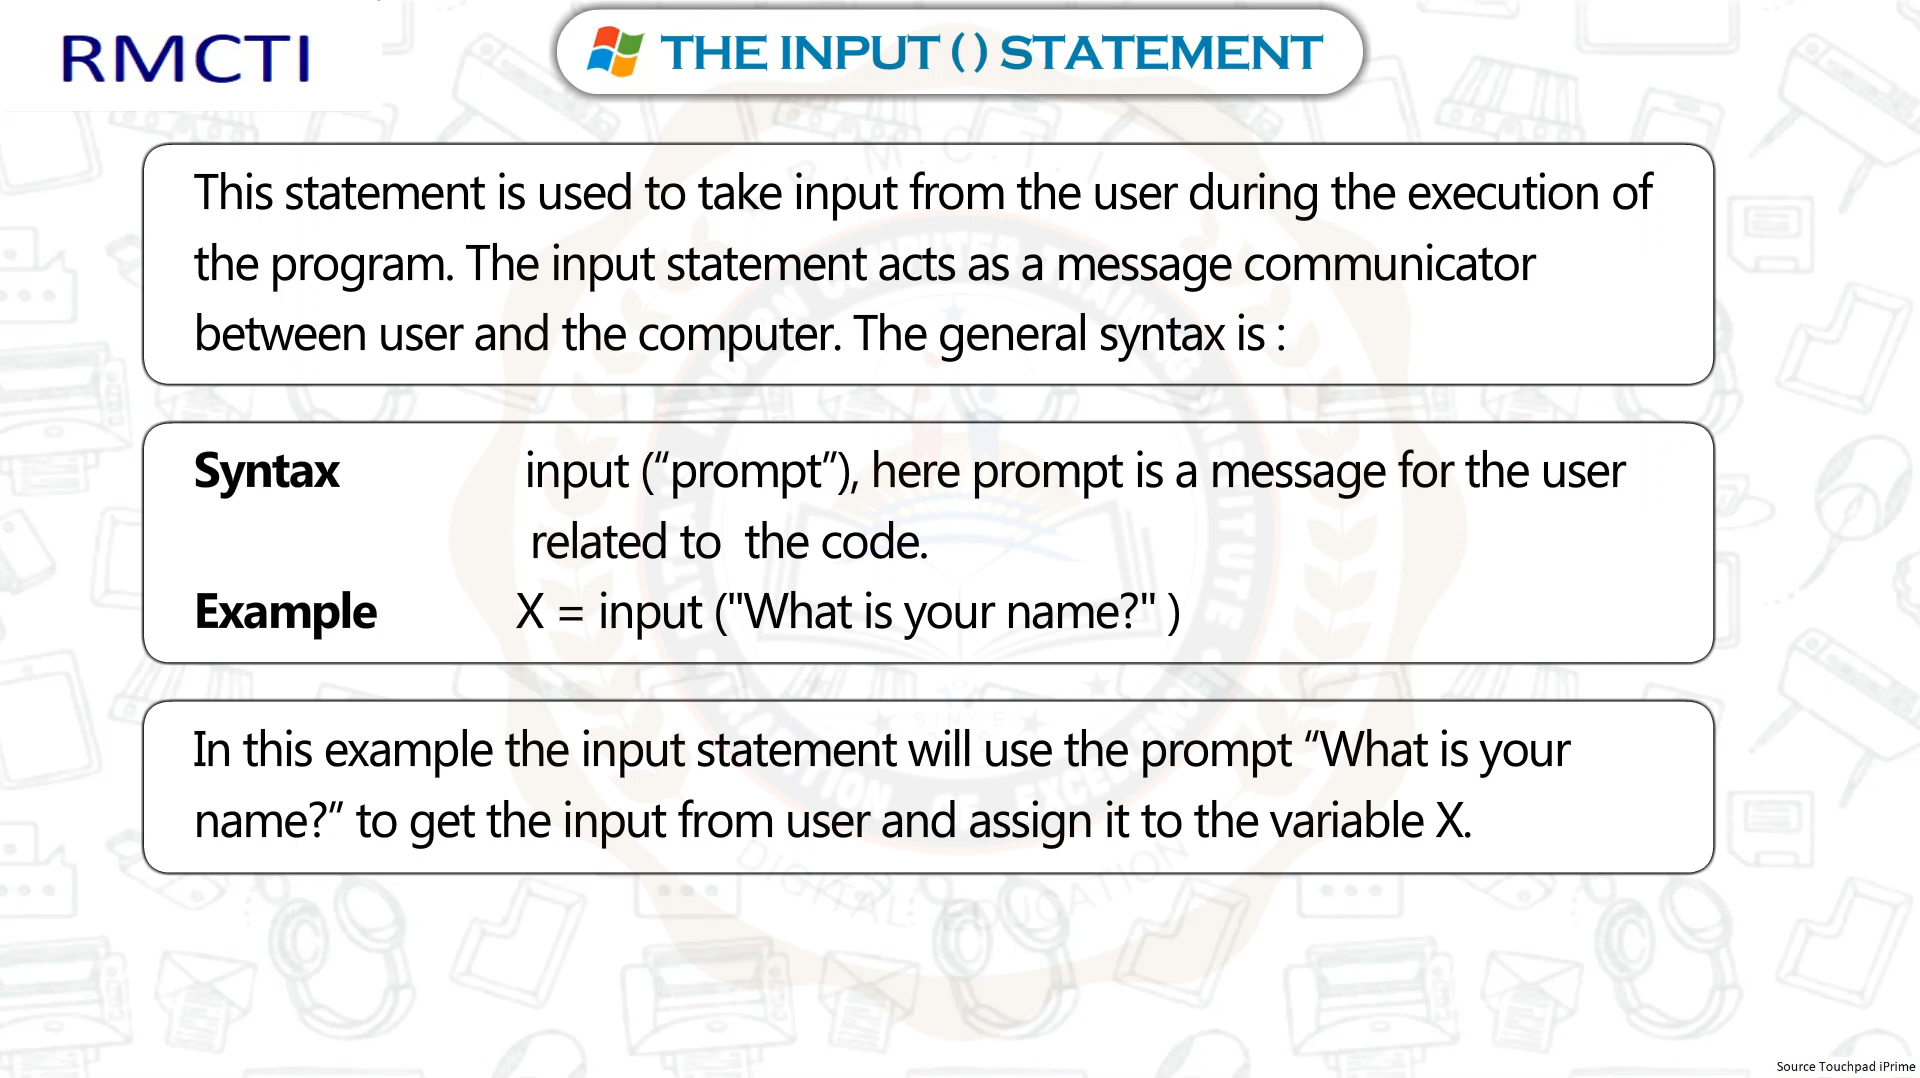 RMCTI
THE INPUT ( ) STATEMENT
This statement is used to take input from the user during the execution of
the program. The input statement acts as a message communicator
between user and the computer. The general syntax is :
Syntax input (“prompt”), here prompt is a message for the user
related to the code.
Example X = input ("What is your name?" )
In this example the input statement will use the prompt “What is your
name?” to get the input from user and assign it to the variable X.
DIGITAL EDUCATION
Source Touchpad iPrime